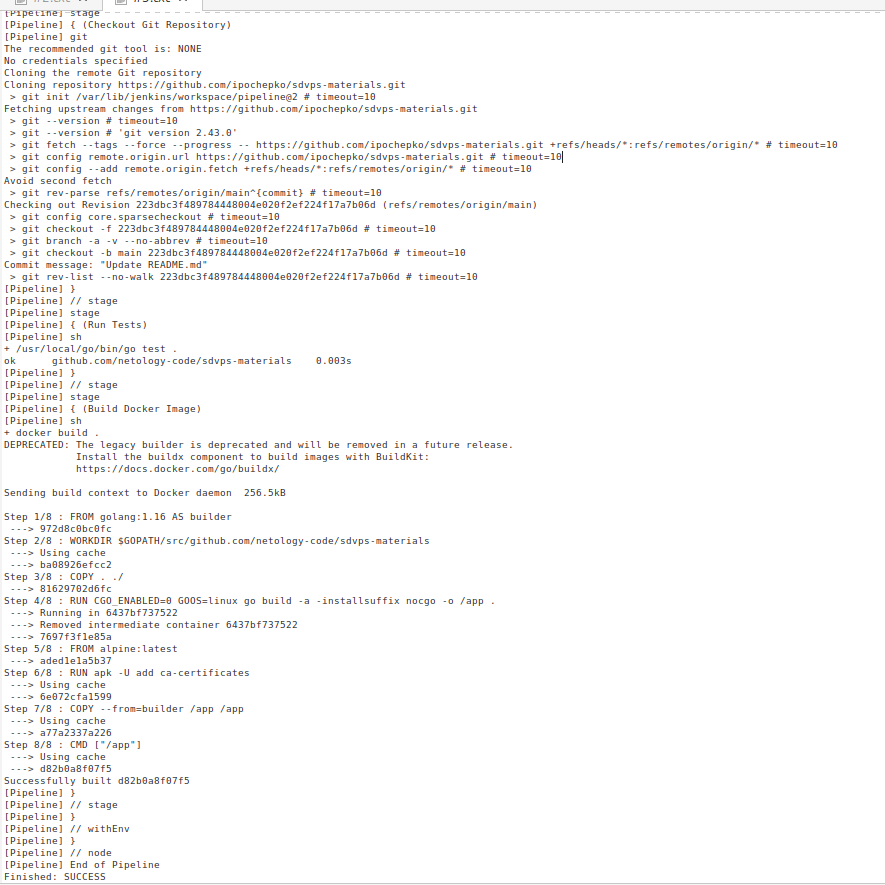 [Pipeline] stage
[Pipeline] { (Checkout Git Repository)
[Pipeline] git
The recommended git tool is: NONE
No credentials specified
Cloning the remote Git repository
Cloning repository https://github.com/ipochepko/sdvps-materials.git
 > git init /var/lib/jenkins/workspace/pipeline@2 # timeout=10
Fetching upstream changes from https://github.com/ipochepko/sdvps-materials.git
 > git --version # timeout=10
 > git --version # 'git version 2.43.0'
 > git fetch --tags --force --progress -- https://github.com/ipochepko/sdvps-materials.git +refs/heads/*:refs/remotes/origin/* # timeout=10
 > git config remote.origin.url https://github.com/ipochepko/sdvps-materials.git # timeout=10
 > git config --add remote.origin.fetch +refs/heads/*:refs/remotes/origin/* # timeout=10
Avoid second fetch
 > git rev-parse refs/remotes/origin/main^{commit} # timeout=10
Checking out Revision 223dbc3f489784448004e020f2ef224f17a7b06d (refs/remotes/origin/main)
 > git config core.sparsecheckout # timeout=10
 > git checkout -f 223dbc3f489784448004e020f2ef224f17a7b06d # timeout=10
 > git branch -a -v --no-abbrev # timeout=10
 > git checkout -b main 223dbc3f489784448004e020f2ef224f17a7b06d # timeout=10
Commit message: "Update README.md"
 > git rev-list --no-walk 223dbc3f489784448004e020f2ef224f17a7b06d # timeout=10
[Pipeline] }
[Pipeline] // stage
[Pipeline] stage
[Pipeline] { (Run Tests)
[Pipeline] sh
+ /usr/local/go/bin/go test .
ok      github.com/netology-code/sdvps-materials    0.003s
[Pipeline] }
[Pipeline] // stage
[Pipeline] stage
[Pipeline] { (Build Docker Image)
[Pipeline] sh
+ docker build .
DEPRECATED: The legacy builder is deprecated and will be removed in a future release.
            Install the buildx component to build images with BuildKit:
            https://docs.docker.com/go/buildx/
Sending build context to Docker daemon  256.5kB
Step 1/8 : FROM golang:1.16 AS builder
 ---> 972d8c0bc0fc
Step 2/8 : WORKDIR $GOPATH/src/github.com/netology-code/sdvps-materials
 ---> Using cache
 ---> ba08926efcc2
Step 3/8 : COPY . ./
 ---> 81629702d6fc
Step 4/8 : RUN CGO_ENABLED=0 GOOS=linux go build -a -installsuffix nocgo -o /app .
 ---> Running in 6437bf737522
 ---> Removed intermediate container 6437bf737522
 ---> 7697f3f1e85a
Step 5/8 : FROM alpine:latest
 ---> aded1e1a5b37
Step 6/8 : RUN apk -U add ca-certificates
 ---> Using cache
 ---> 6e072cfa1599
Step 7/8 : COPY --from=builder /app /app
 ---> Using cache
 ---> a77a2337a226
Step 8/8 : CMD ["/app"]
 ---> Using cache
 ---> d82b0a8f07f5
Successfully built d82b0a8f07f5
[Pipeline] }
[Pipeline] // stage
[Pipeline] }
[Pipeline] // withEnv
[Pipeline] }
[Pipeline] // node
[Pipeline] End of Pipeline
Finished: SUCCESS